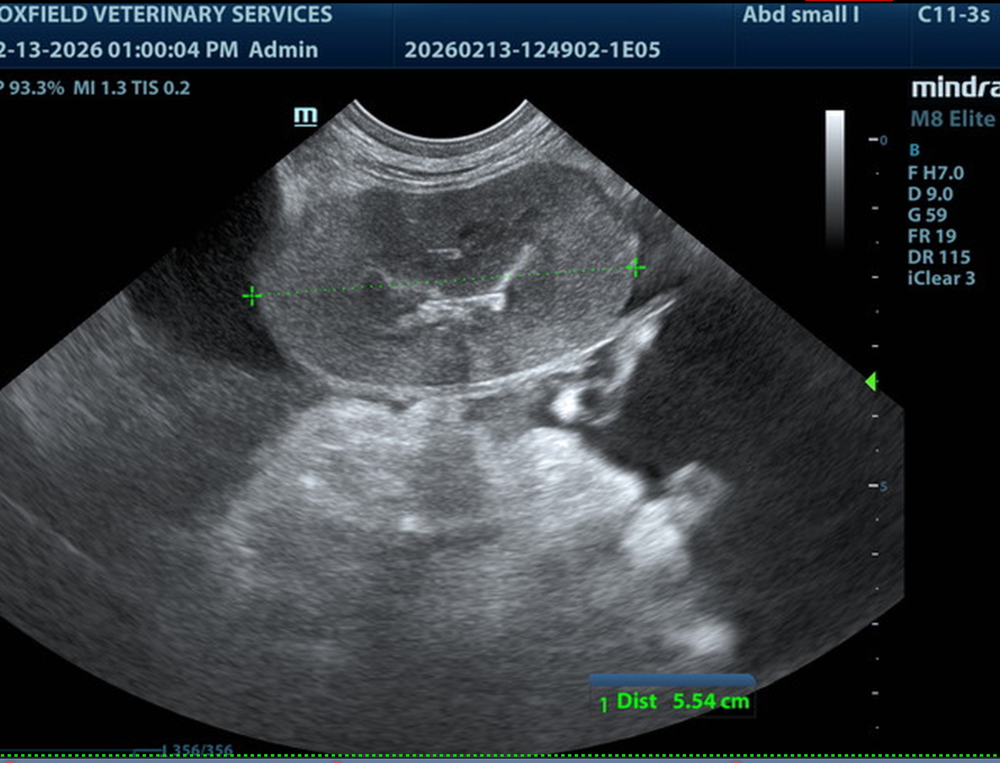 OXFIELD VETERINARY SERVICES
Abd small I
C11-3s
2-13-2026 01:00:04 PM Admin
20260213-124902-1E05
P 93.3% MI 1.3 TIS 0.2
m
mindra
M8 Elite
B
F H7.0
D 9.0
G 59
FR 19
DR 115
iClear 3
0
5
1 Dist 5.54 cm
356/356